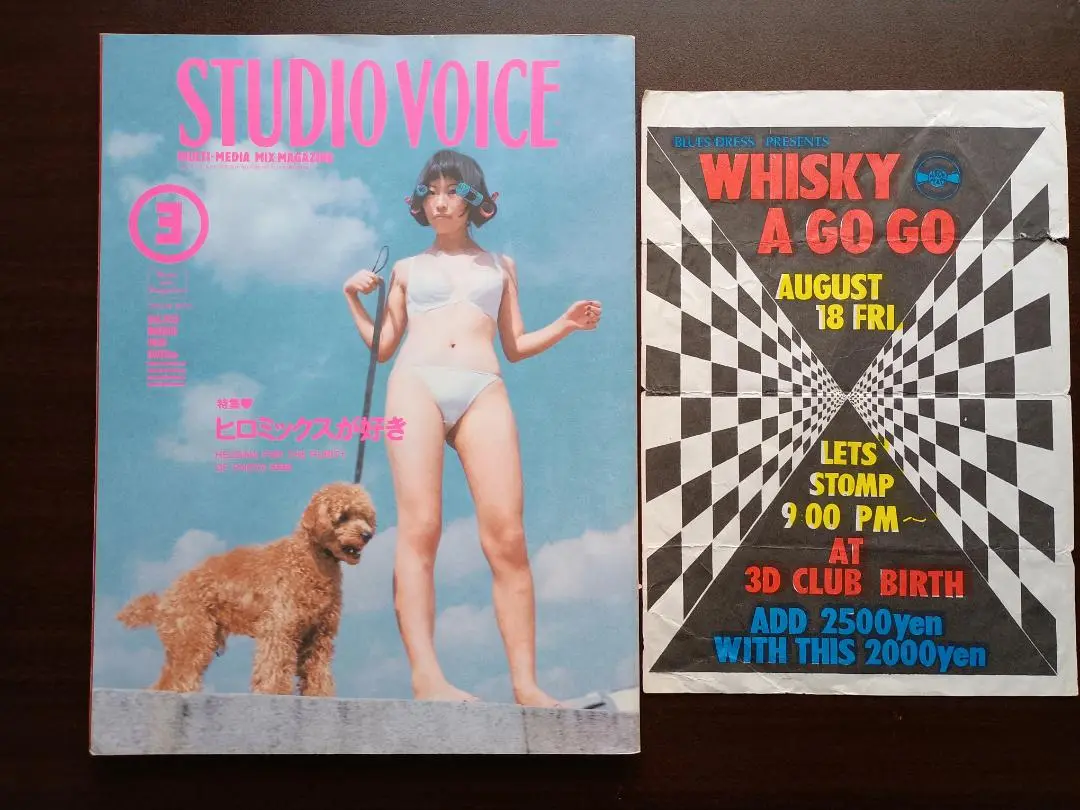 STUDIO VOICE
MULTI-MEDIA MIX MAGAZINE
3
特集♥
ヒロミックスが好き
BLUES DRESS PRESENTS
WHISKY
A GO GO
AUGUST
18 FRI.
LETS
STOMP
9 00 PM~
AT
3D CLUB BIRTH
ADD 2500yen
WITH THIS 2000yen